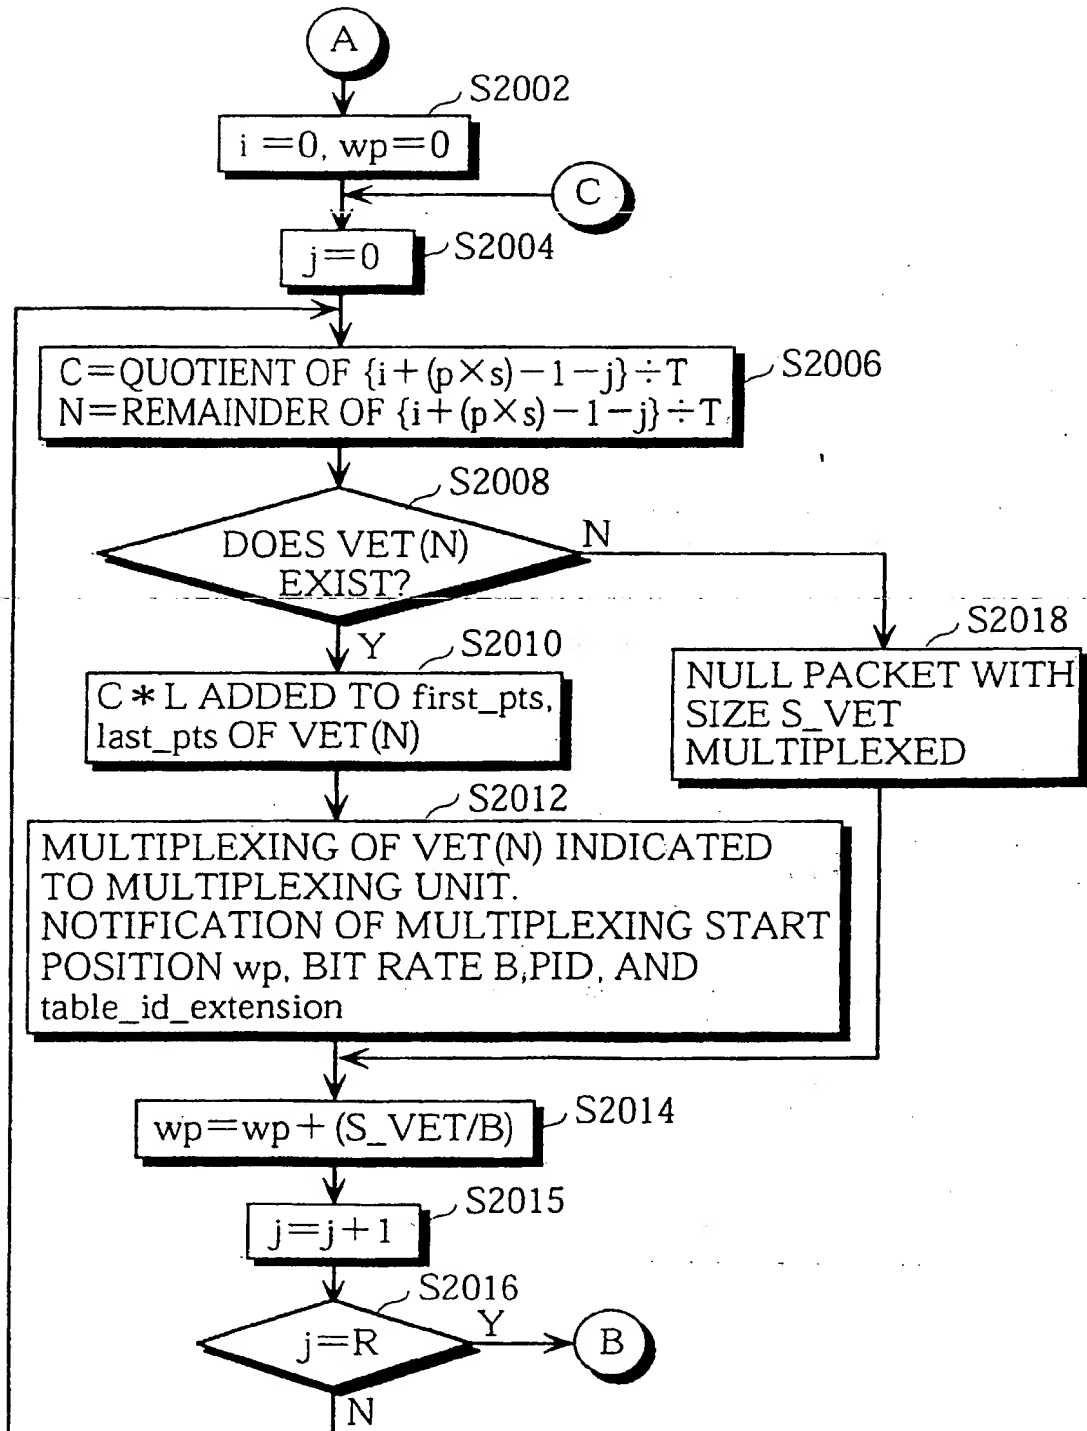 A
S2002
i=0, wp=0
C
S2004
j=0
S2006
C=QUOTIENT OF {i+(p×s)-1-j}÷T
N=REMAINDER OF {i+(p×s)-1-j}÷T
S2008
DOES VET(N)
EXIST?
N
Y
S2010
C*L ADDED TO first_pts,
last_pts OF VET(N)
S2018
NULL PACKET WITH
SIZE S_VET
MULTIPLEXED
S2012
MULTIPLEXING OF VET(N) INDICATED
TO MULTIPLEXING UNIT.
NOTIFICATION OF MULTIPLEXING START
POSITION wp, BIT RATE B,PID, AND
table_id_extension
S2014
wp=wp+(S_VET/B)
S2015
j=j+1
S2016
j=R
Y
B
N